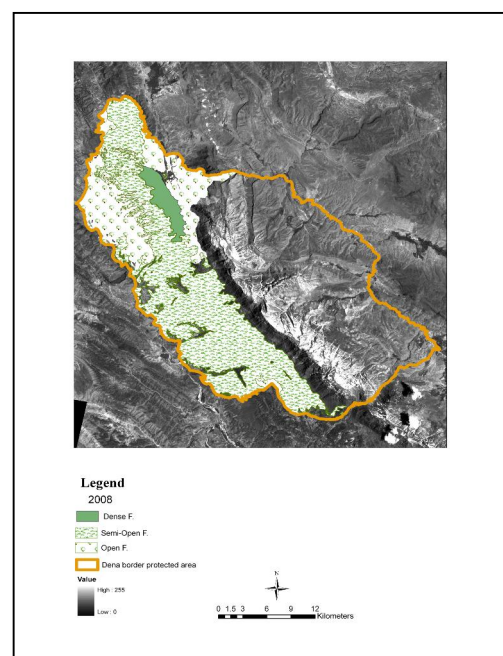 Legend
2008
Dense F.
Semi-Open F.
Open F.
Dena border protected area
Value
High : 255
Low : 0
N
0 1.5 3 6 9 12
Kilometers